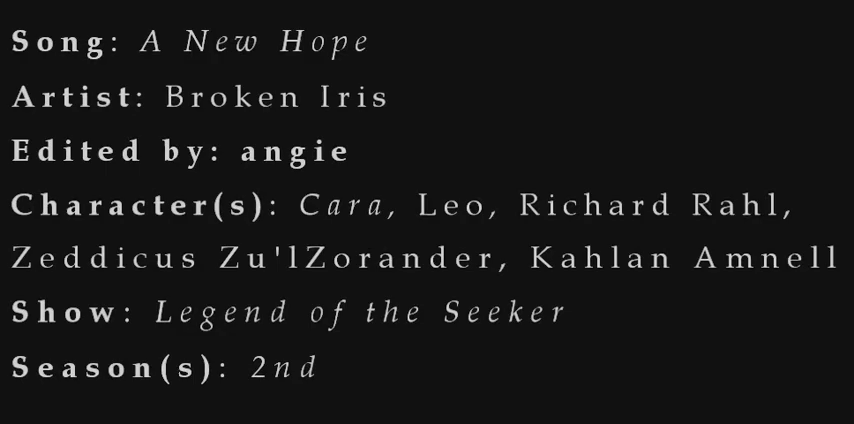 Song: A New Hope
Artist: Broken Iris
Edited by: angie
Character(s): Cara, Leo, Richard Rahl,
Zeddicus Zu'lZorander, Kahlan Amnell
Show: Legend of the Seeker
Season(s): 2nd